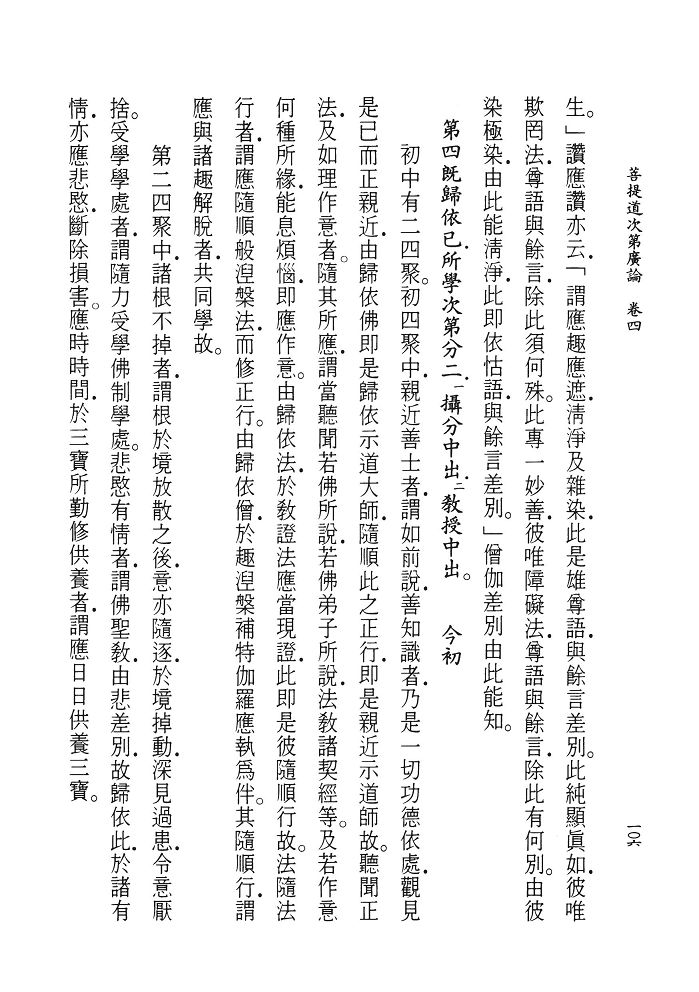 菩提道次第廣論　卷四
生。」讚應讚亦云．「謂應趣應遮．淸淨及雜染．此是雄尊語．與餘言差別。此純顯眞如．彼唯
欺罔法．尊語與餘言．除此須何殊。此專一妙善．彼唯障礙法．尊語與餘言．除此有何別。由彼
染極染．由此能淸淨．此即依怙語．與餘言差別。」僧伽差別由此能知。
第四旣歸依已．所學次第分二．一攝分中出．二敎授中出。　今初
初中有二四聚。初四聚中．親近善士者．謂如前說．善知識者．乃是一切功德依處．觀見
是已而正親近．由歸依佛．即是歸依示道大師．隨順此之正行．即是親近示道師故。聽聞正
法．及如理作意者。隨其所應．謂當聽聞若佛所說．若佛弟子所說．法敎諸契經等。及若作意
何種所緣．能息煩惱．即應作意。由歸依法．於敎證法應當現證．此即是彼隨順行故。法隨法
行者．謂應隨順般涅槃法．而修正行。由歸依僧．於趣涅槃補特伽羅應執爲伴。其隨順行．謂
應與諸趣解脫者．共同學故。
第二四聚中．諸根不掉者．謂根於境放散之後．意亦隨逐於境掉動．深見過患．令意厭
捨。受學學處者．謂隨力受學佛制學處。悲愍有情者．謂佛聖敎．由悲差別．故歸依此．於諸有
情．亦應悲愍．斷除損害。應時時間．於三寶所勤修供養者．謂應日日供養三寶。
一〇六